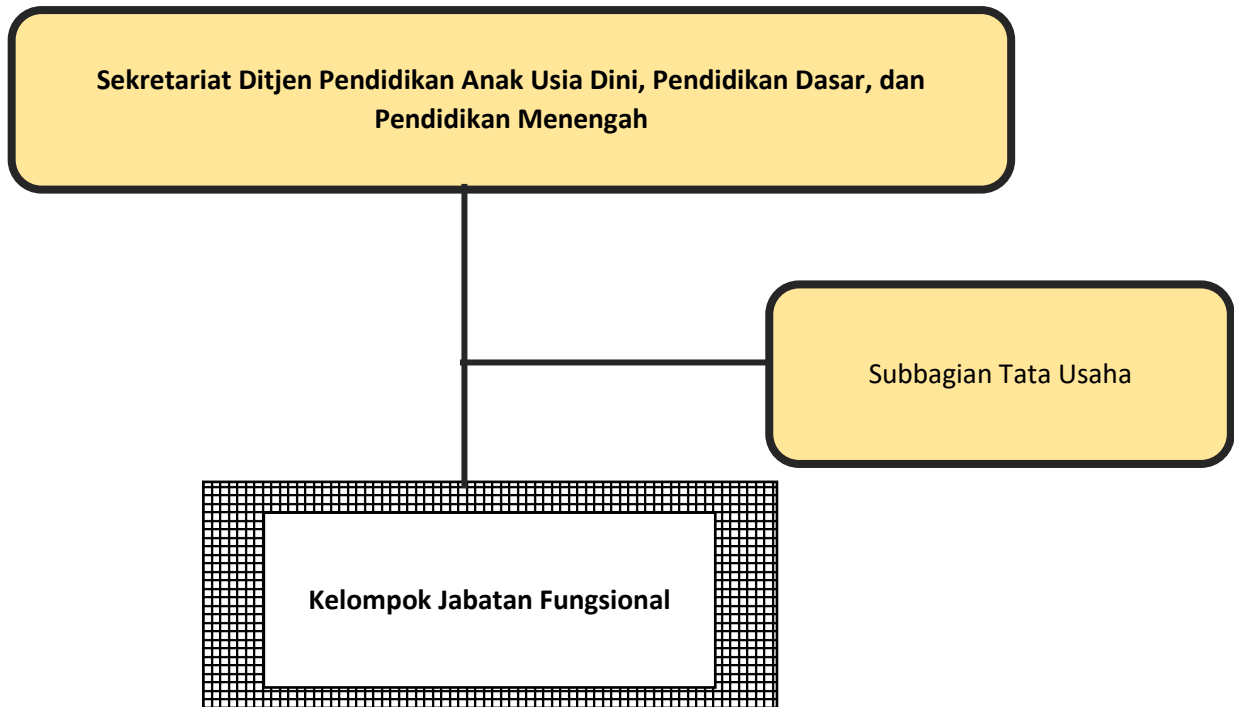 Sekretariat Ditjen Pendidikan Anak Usia Dini, Pendidikan Dasar, dan
Pendidikan Menengah
Subbagian Tata Usaha
Kelompok Jabatan Fungsional